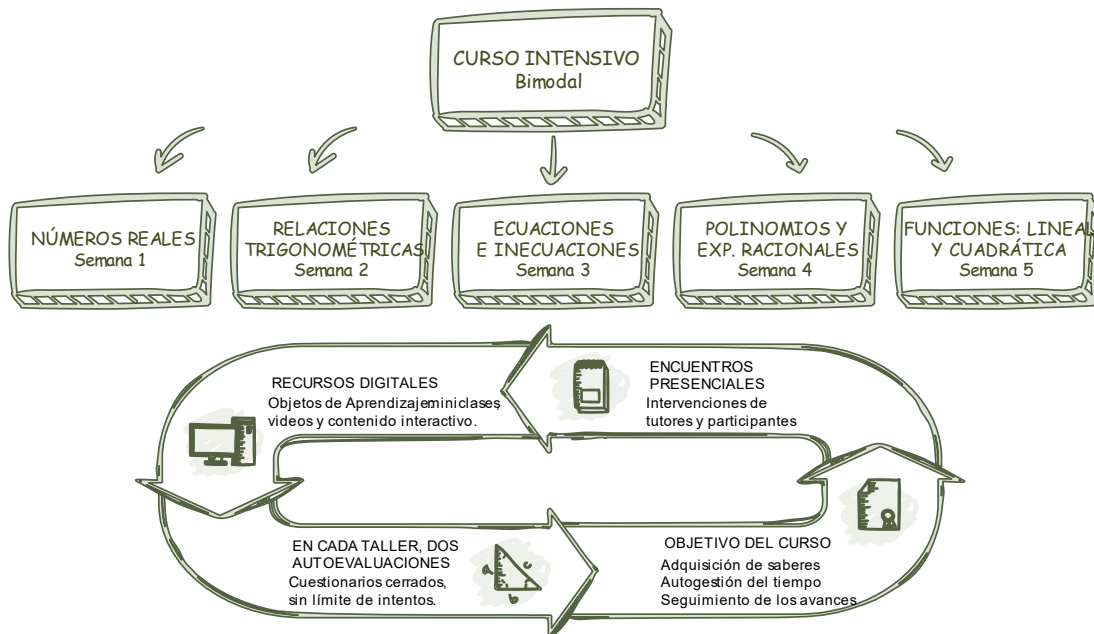 CURSO INTENSIVO
Bimodal
NÚMEROS REALES
Semana 1
RELACIONES
TRIGONOMÉTRICAS
Semana 2
ECUACIONES
E INECUACIONES
Semana 3
POLINOMIOS Y
EXP. RACIONALES
Semana 4
FUNCIONES: LINEAL
Y CUADRÁTICA
Semana 5
RECURSOS DIGITALES
Objetos de Aprendizajeminiclases,
videos y contenido interactivo.
ENCUENTROS
PRESENCIALES
Intervenciones de
tutores y participantes
EN CADA TALLER, DOS
AUTOEVALUACIONES
Cuestionarios cerrados,
sin límite de intentos.
a
c
b
OBJETIVO DEL CURSO
Adquisición de saberes
Autogestión del tiempo
Seguimiento de los avances